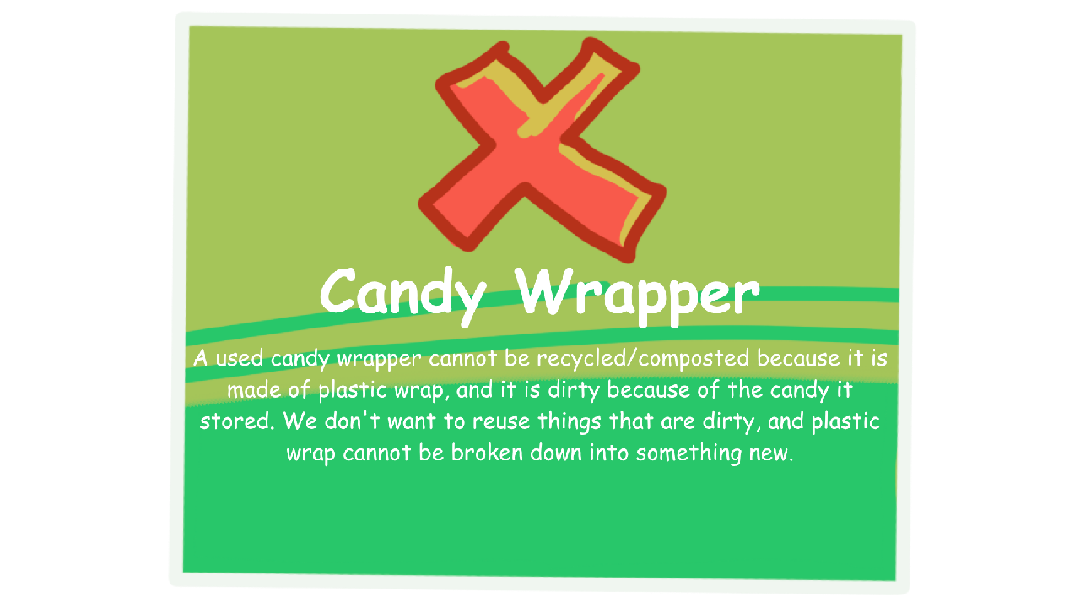 Candy Wrapper
A used candy wrapper cannot be recycled/composted because it is
made of plastic wrap, and it is dirty because of the candy it
stored. We don't want to reuse things that are dirty, and plastic
wrap cannot be broken down into something new.